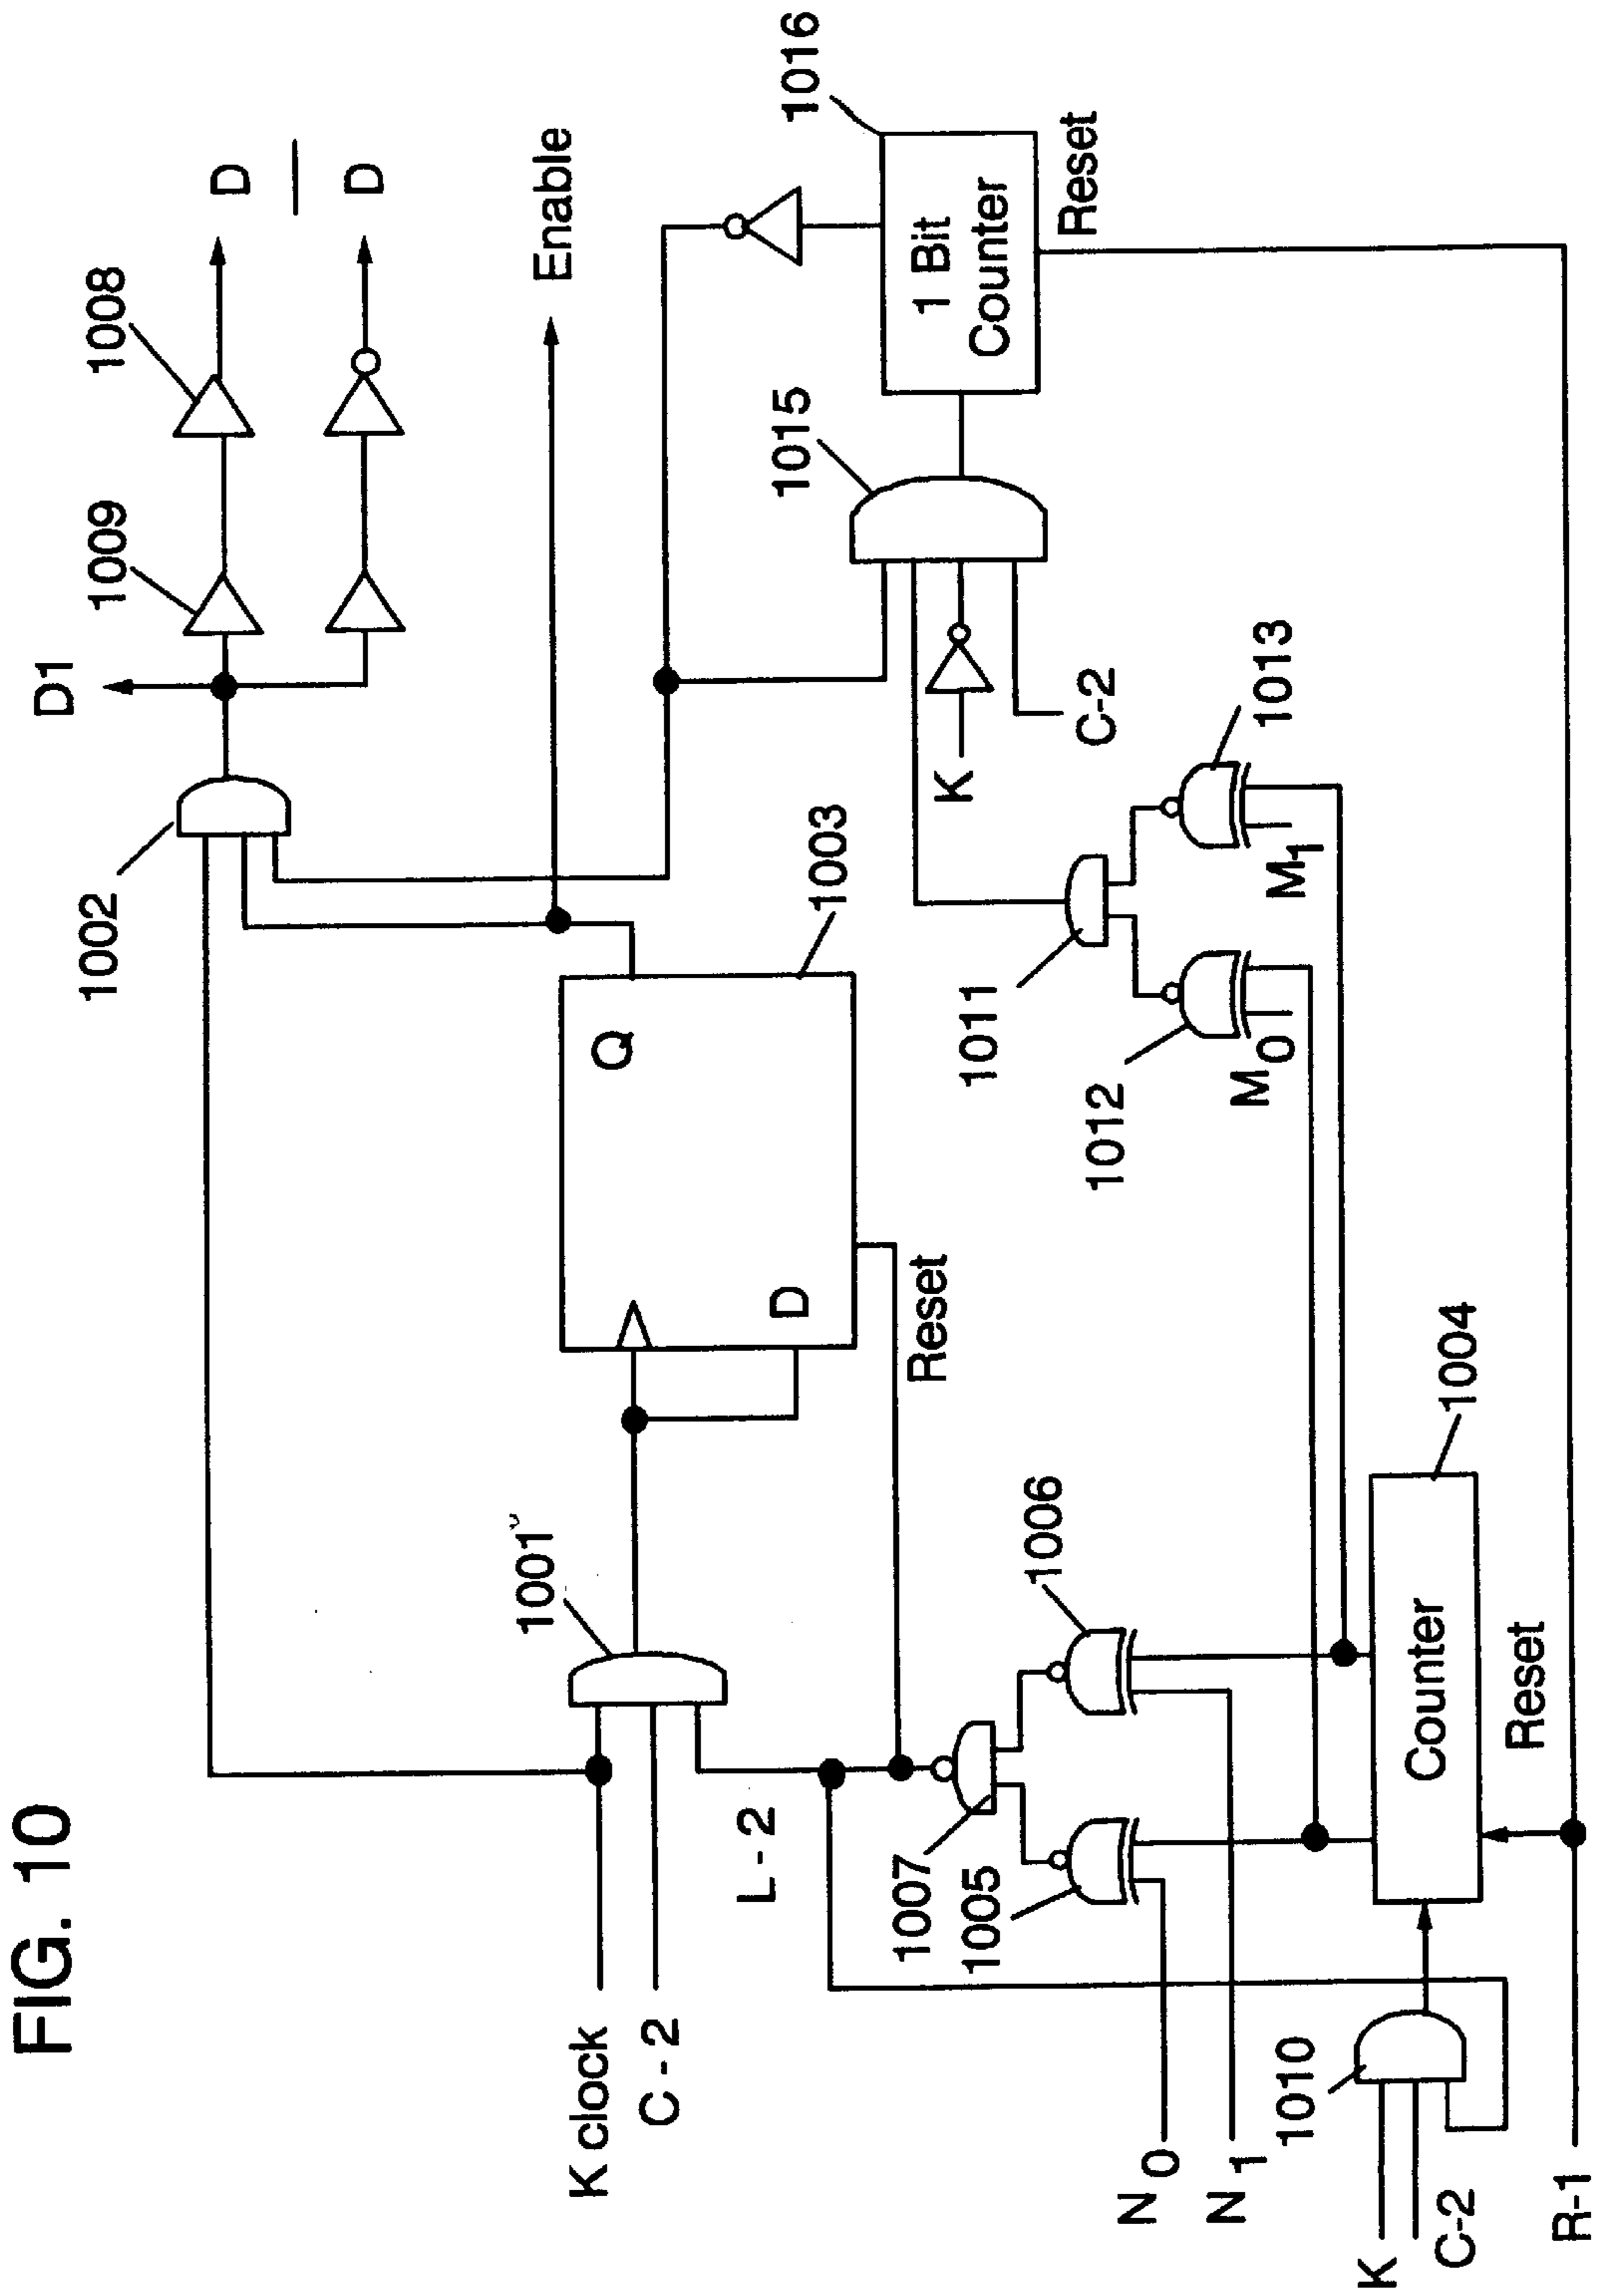 FIG. 10
1009
1008
D1
D
D
1002
Enable
1016
1 Bit
Counter
Reset
1015
K clock
C - 2
L - 2
1001
Q
D
1003
Reset
K
C-2
1011
1012
1013
M0
M1
1007
1005
1006
N0
N1
1010
K
C-2
Counter
1004
Reset
R-1